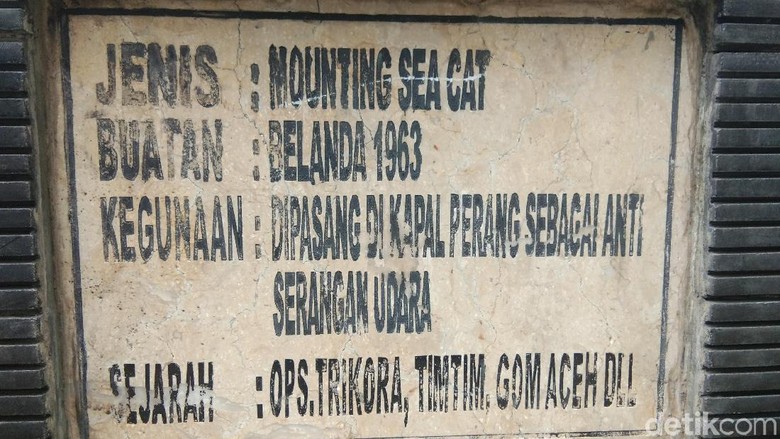 JENIS : MOUNTING SEA CAT
BUATAN : BELANDA 1963
KEGUNAAN : DIPASANG DI KAPAL PERANG SEBAGAI ANTI
SERANGAN UDARA
SEJARAH : OPS.TRIKORA, TIMTIM, GOM ACEH DLL
detikcom